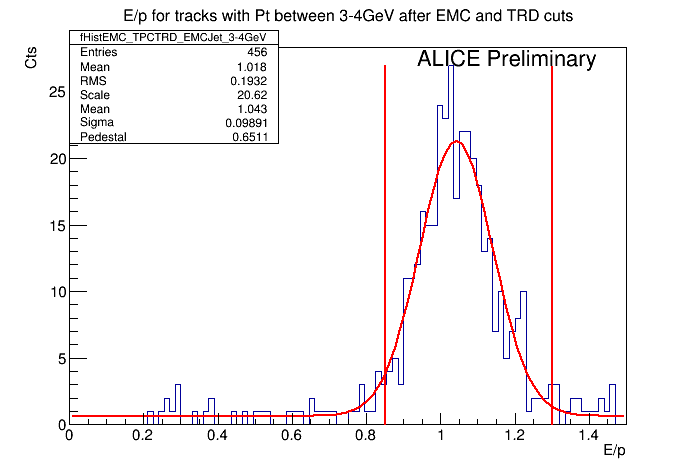 E/p for tracks with Pt between 3-4GeV after EMC and TRD cuts
fHistEMC_TPCTRD_EMCJet_3-4GeV
Entries 456
Mean 1.018
RMS 0.1932
Scale 20.62
Mean 1.043
Sigma 0.09891
Pedestal 0.6511
ALICE Preliminary
Cts
25
20
15
10
5
0
0 0.2 0.4 0.6 0.8 1 1.2 1.4
E/p